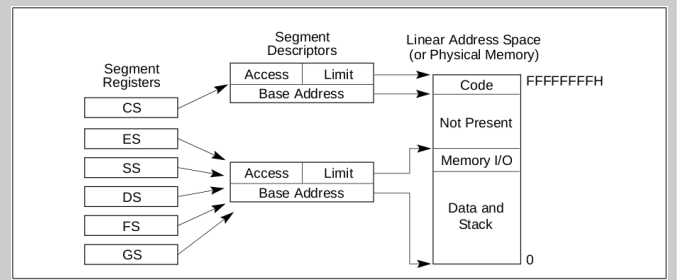 Segment
Registers
CS
ES
SS
DS
FS
GS
Segment
Descriptors
Access Limit
Base Address
Access Limit
Base Address
Linear Address Space
(or Physical Memory)
Code
FFFFFFFFH
Not Present
Memory I/O
Data and
Stack
0